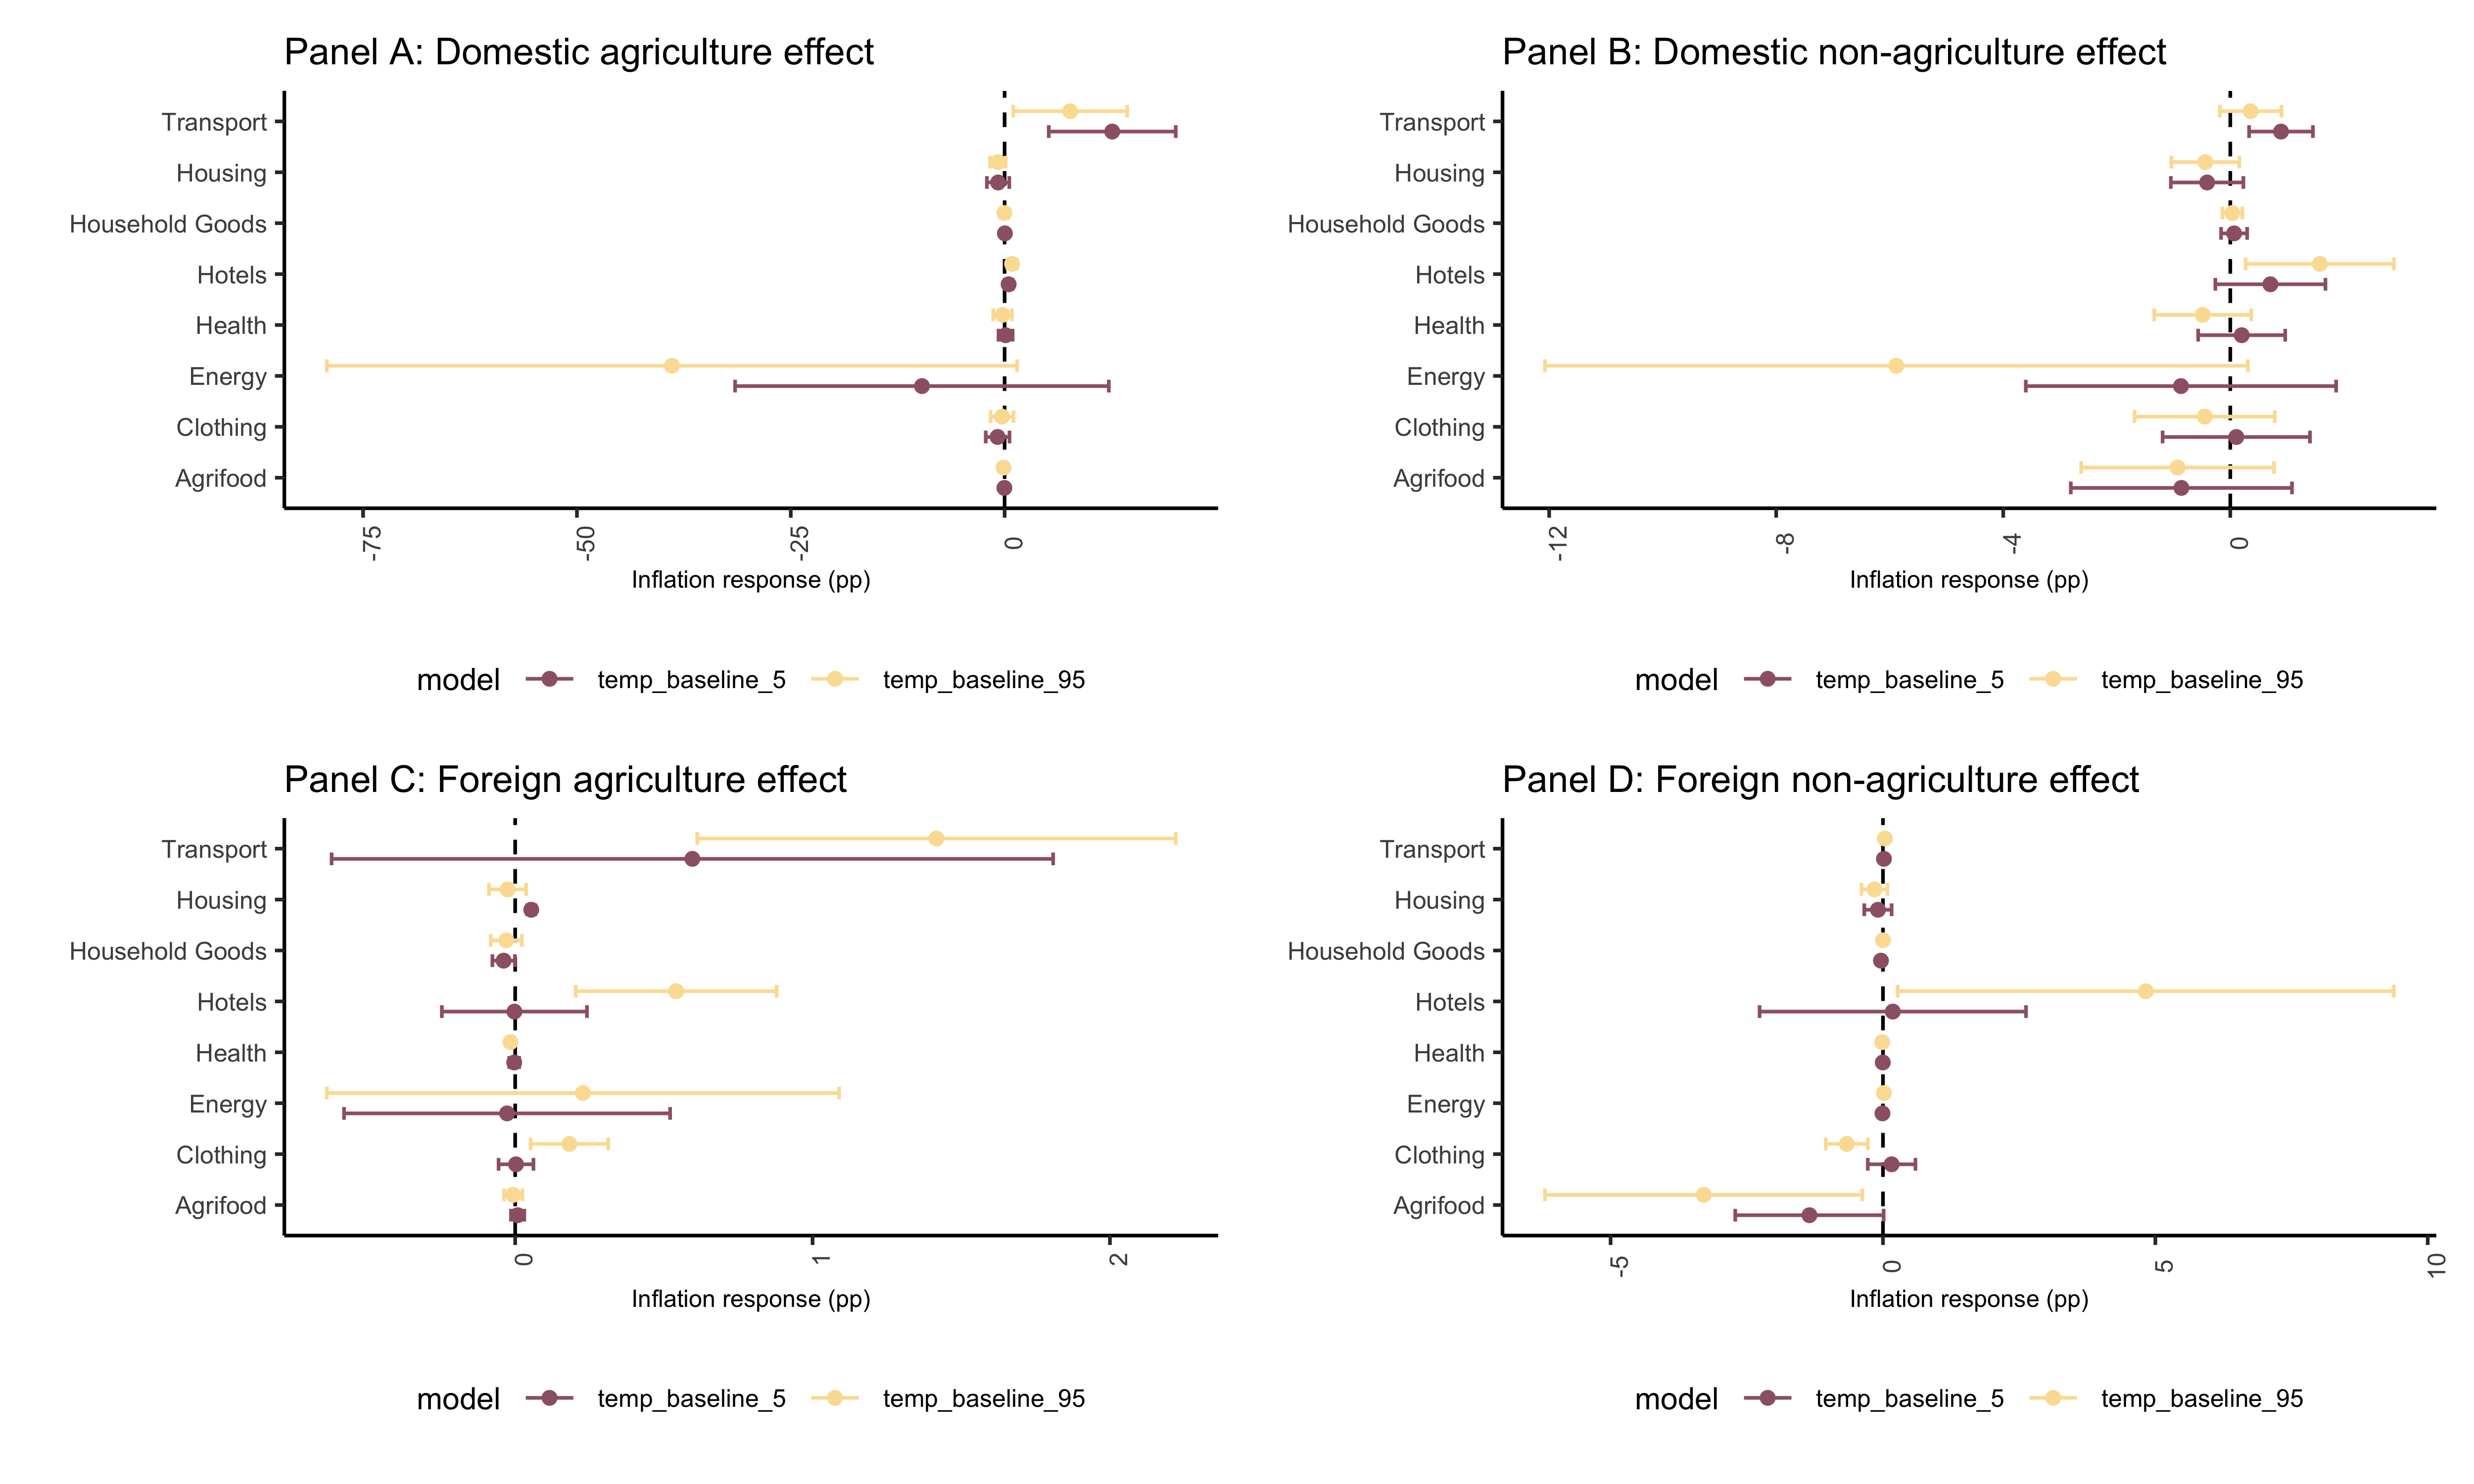 Panel A: Domestic agriculture effect
Transport
Housing
Household Goods
Hotels
Health
Energy
Clothing
Agrifood
-75
-50
-25
0
Inflation response (pp)
model temp_baseline_5 temp_baseline_95
Panel B: Domestic non-agriculture effect
Transport
Housing
Household Goods
Hotels
Health
Energy
Clothing
Agrifood
-12
-8
-4
0
Inflation response (pp)
model temp_baseline_5 temp_baseline_95
Panel C: Foreign agriculture effect
Transport
Housing
Household Goods
Hotels
Health
Energy
Clothing
Agrifood
0
1
2
Inflation response (pp)
model temp_baseline_5 temp_baseline_95
Panel D: Foreign non-agriculture effect
Transport
Housing
Household Goods
Hotels
Health
Energy
Clothing
Agrifood
-5
0
5
10
Inflation response (pp)
model temp_baseline_5 temp_baseline_95